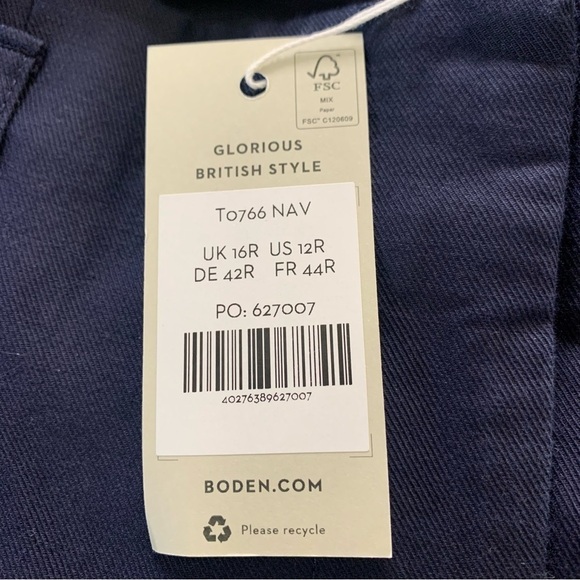 FSC
MIX
Paper
FSC® C120659
GLORIOUS
BRITISH STYLE
T0766 NAV
UK 16R US 12R
DE 42R FR 44R
PO: 627007
40276389627007
BODEN.COM
Please recycle